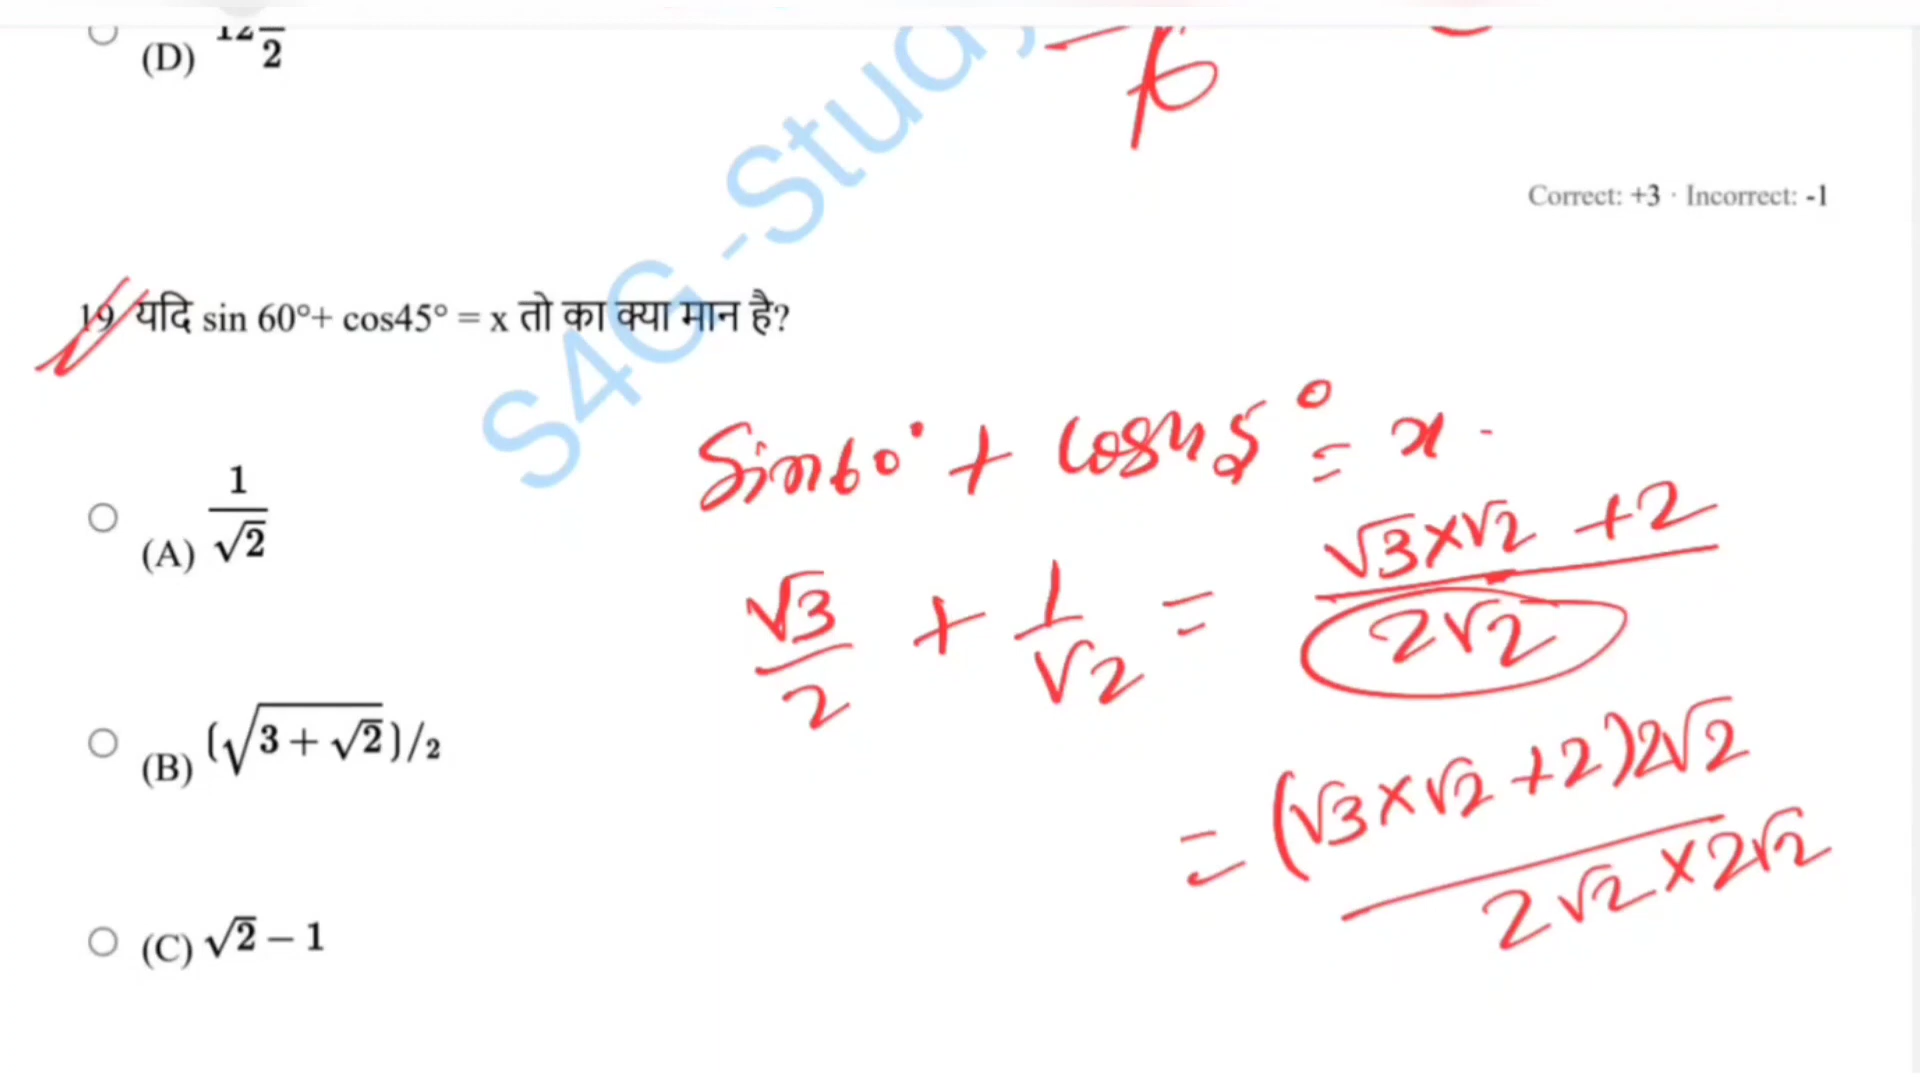 (D) 12 —/2
Correct: +3 · Incorrect: -1
19 यदि sin 60°+ cos45° = x तो का क्या मान है?
S4G -Study
sin60° + cos45° = x
√3/2 + 1/√2 = (√3×√2 +2)/(2√2)
= (√3×√2 +2)2√2/(2√2×2√2)
(A) 1/√2
(B) (√(3+√2))/2
(C) √2 – 1